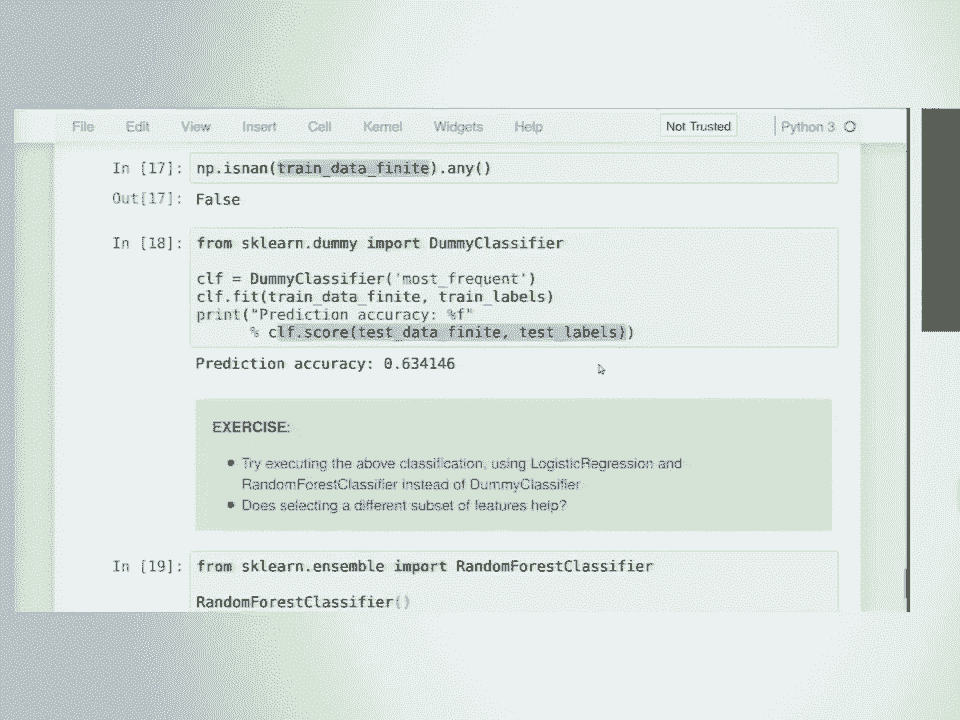 File Edit View Insert Cell Kernel Widgets Help Not Trusted Python 3
In [17]: np.isnan(train_data_finite).any()
Out[17]: False
In [18]: from sklearn.dummy import DummyClassifier
clf = DummyClassifier('most_frequent')
clf.fit(train_data_finite, train_labels)
print("Prediction accuracy: %f"
% clf.score(test_data_finite, test_labels))
Prediction accuracy: 0.634146
EXERCISE:
• Try executing the above classification, using LogisticRegression and
RandomForestClassifier instead of DummyClassifier
• Does selecting a different subset of features help?
In [19]: from sklearn.ensemble import RandomForestClassifier
RandomForestClassifier()